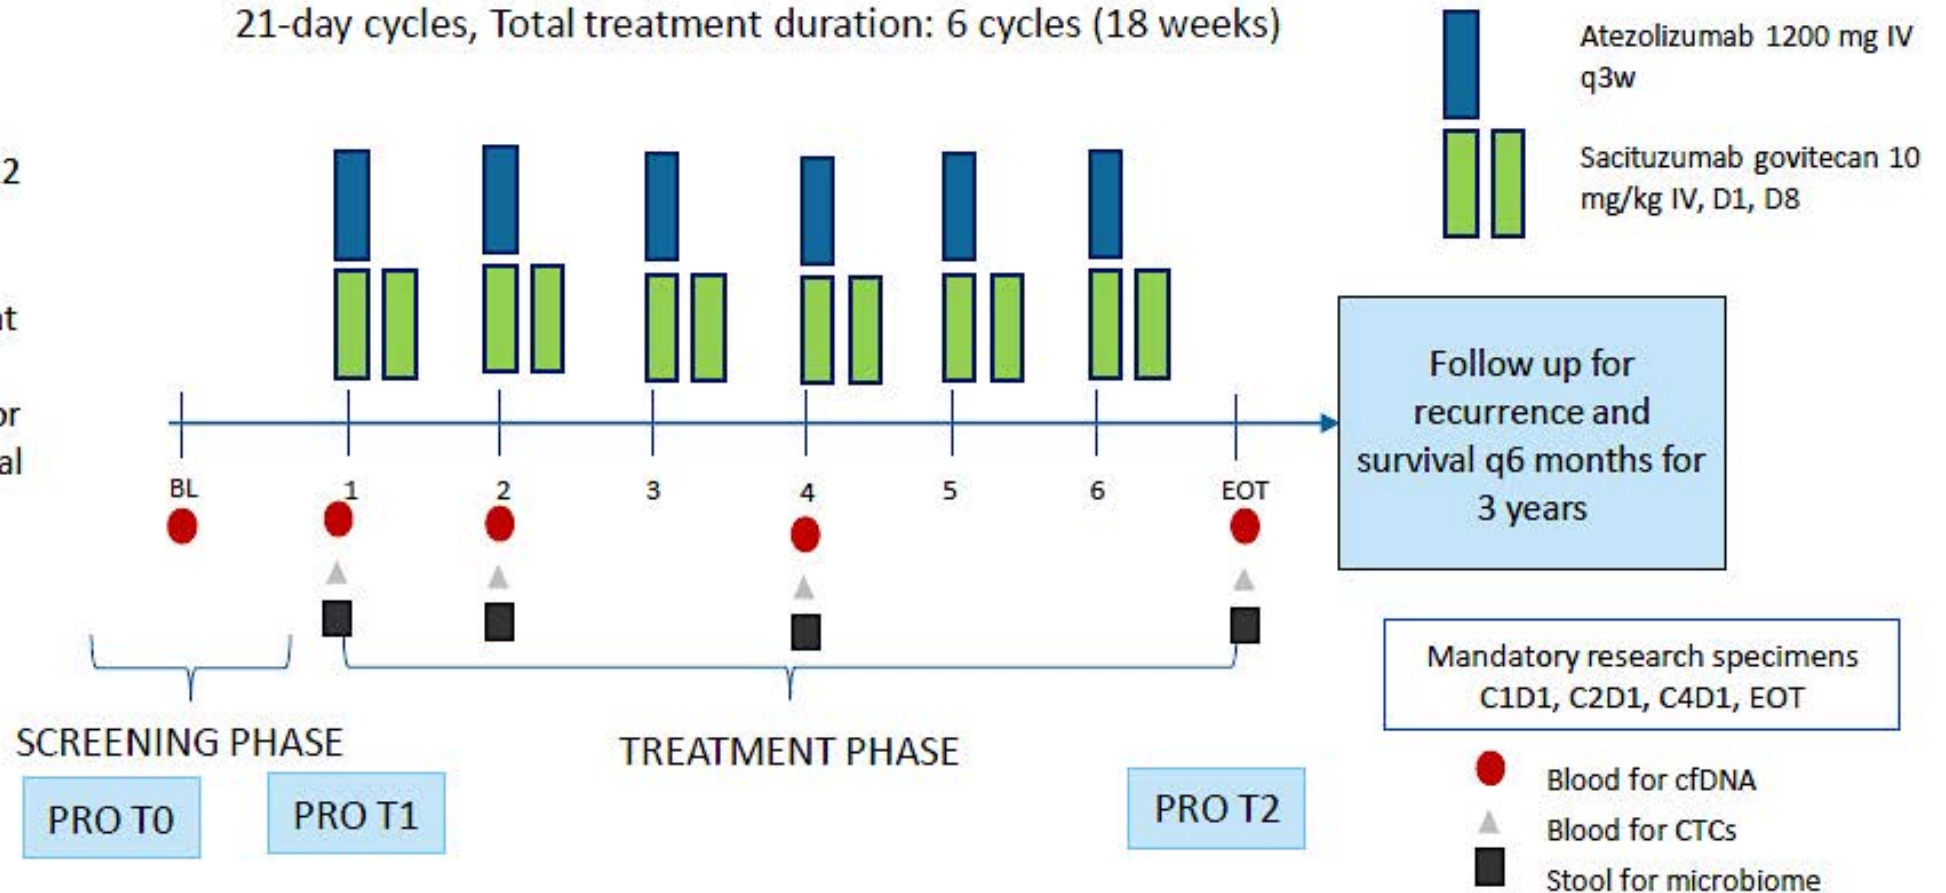 21-day cycles, Total treatment duration: 6 cycles (18 weeks)
Atezolizumab 1200 mg IV
q3w
Sacituzumab govitecan 10
mg/kg IV, D1, D8
2
or
BL
1
2
3
4
5
6
EOT
Follow up for
recurrence and
survival q6 months for
3 years
Mandatory research specimens
C1D1, C2D1, C4D1, EOT
SCREENING PHASE
TREATMENT PHASE
PRO T0
PRO T1
PRO T2
Blood for cfDNA
Blood for CTCs
Stool for microbiome